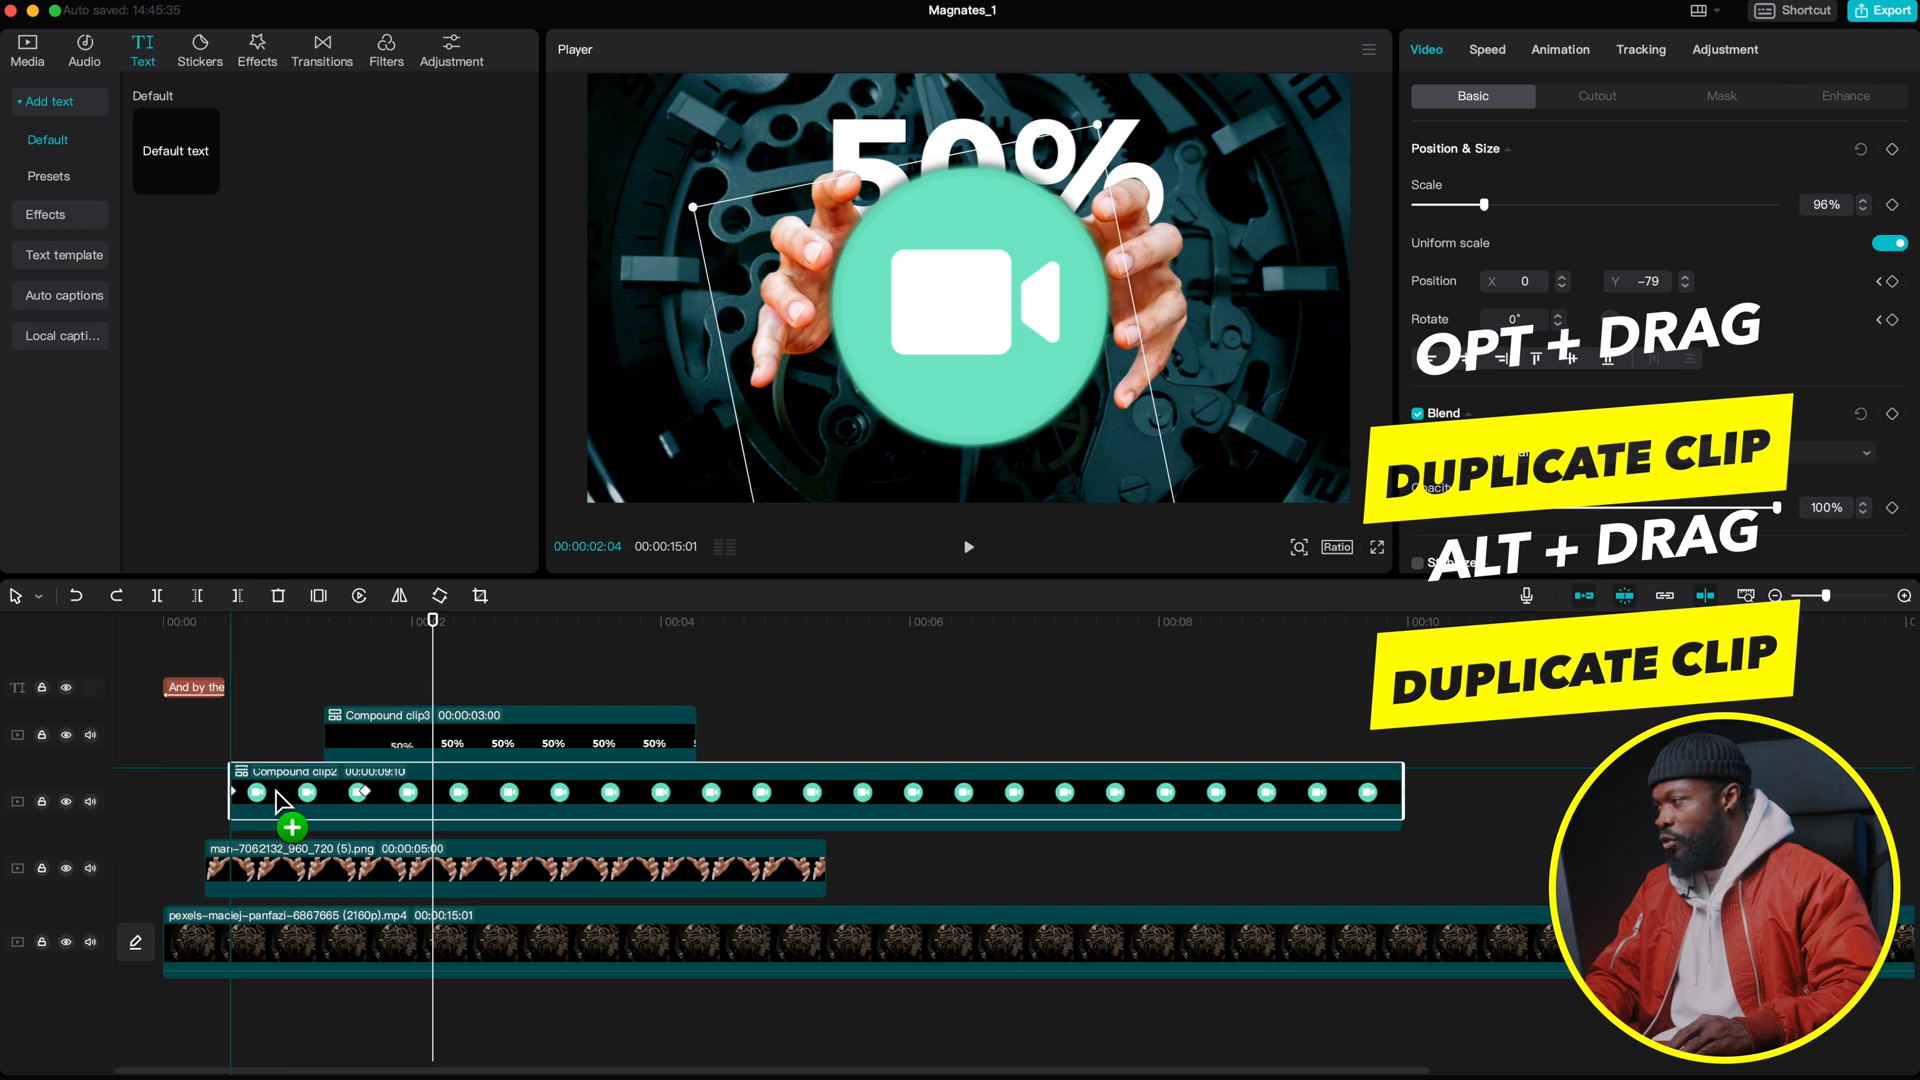 Auto saved: 14:45:35
Magnates_1
Shortcut
Export
Media
Audio
TI
Text
Stickers
Effects
Transitions
Filters
Adjustment
Add text
Default
Presets
Effects
Text template
Auto captions
Local capti...
Default
Default text
Player
50%
00:00:02:04
00:00:15:01
Ratio
Video
Speed
Animation
Tracking
Adjustment
Basic
Cutout
Mask
Enhance
Position & Size
Scale
96%
Uniform scale
Position
X 0
Y -79
Rotate
0°
OPT + DRAG
Blend
DUPLICATE CLIP
100%
ALT + DRAG
DUPLICATE CLIP
00:00
00:04
00:06
00:08
00:10
TI
And by the
Compound clip3 00:00:03:00
50% 50% 50% 50% 50% 50%
Compound clip2 00:00:09:10
man-7062132_960_720 (5).png 00:00:05:00
pexels-maciej-panfazi-6867665 (2160p).mp4 00:00:15:01